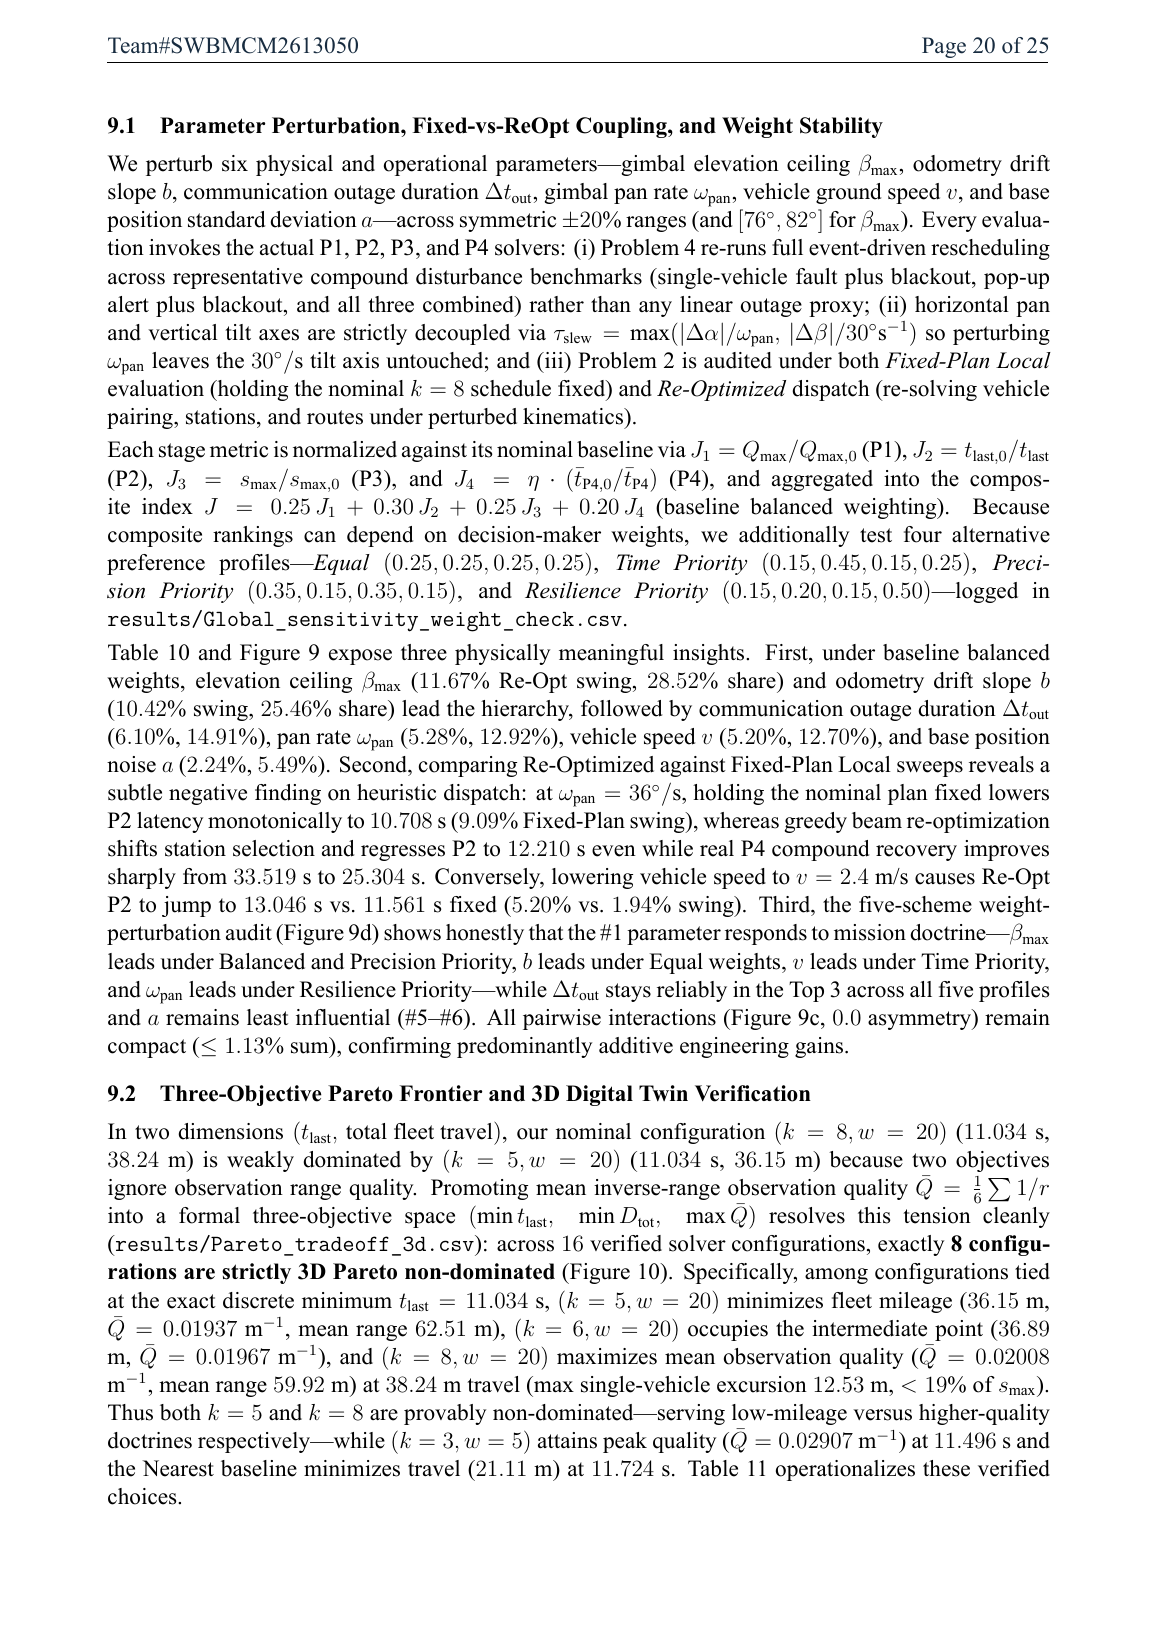 Team#SWBMCM2613050 Page 20 of 25
9.1 Parameter Perturbation, Fixed-vs-ReOpt Coupling, and Weight Stability
We perturb six physical and operational parameters—gimbal elevation ceiling βmax, odometry drift
slope b, communication outage duration Δtout, gimbal pan rate ωpan, vehicle ground speed v, and base
position standard deviation a—across symmetric ±20% ranges (and [76°, 82°] for βmax). Every evalua-
tion invokes the actual P1, P2, P3, and P4 solvers: (i) Problem 4 re-runs full event-driven rescheduling
across representative compound disturbance benchmarks (single-vehicle fault plus blackout, pop-up
alert plus blackout, and all three combined) rather than any linear outage proxy; (ii) horizontal pan
and vertical tilt axes are strictly decoupled via τslew = max(|Δα|/ωpan, |Δβ|/30°s⁻¹) so perturbing
ωpan leaves the 30°/s tilt axis untouched; and (iii) Problem 2 is audited under both Fixed-Plan Local
evaluation (holding the nominal k = 8 schedule fixed) and Re-Optimized dispatch (re-solving vehicle
pairing, stations, and routes under perturbed kinematics).
Each stage metric is normalized against its nominal baseline via J1 = Qmax/Qmax,0 (P1), J2 = tlast,0/tlast
(P2), J3 = smax/smax,0 (P3), and J4 = η · (t̄P4,0/t̄P4) (P4), and aggregated into the compos-
ite index J = 0.25 J1 + 0.30 J2 + 0.25 J3 + 0.20 J4 (baseline balanced weighting). Because
composite rankings can depend on decision-maker weights, we additionally test four alternative
preference profiles—Equal (0.25, 0.25, 0.25, 0.25), Time Priority (0.15, 0.45, 0.15, 0.25), Preci-
sion Priority (0.35, 0.15, 0.35, 0.15), and Resilience Priority (0.15, 0.20, 0.15, 0.50)—logged in
results/Global_sensitivity_weight_check.csv.
Table 10 and Figure 9 expose three physically meaningful insights. First, under baseline balanced
weights, elevation ceiling βmax (11.67% Re-Opt swing, 28.52% share) and odometry drift slope b
(10.42% swing, 25.46% share) lead the hierarchy, followed by communication outage duration Δtout
(6.10%, 14.91%), pan rate ωpan (5.28%, 12.92%), vehicle speed v (5.20%, 12.70%), and base position
noise a (2.24%, 5.49%). Second, comparing Re-Optimized against Fixed-Plan Local sweeps reveals a
subtle negative finding on heuristic dispatch: at ωpan = 36°/s, holding the nominal plan fixed lowers
P2 latency monotonically to 10.708 s (9.09% Fixed-Plan swing), whereas greedy beam re-optimization
shifts station selection and regresses P2 to 12.210 s even while real P4 compound recovery improves
sharply from 33.519 s to 25.304 s. Conversely, lowering vehicle speed to v = 2.4 m/s causes Re-Opt
P2 to jump to 13.046 s vs. 11.561 s fixed (5.20% vs. 1.94% swing). Third, the five-scheme weight-
perturbation audit (Figure 9d) shows honestly that the #1 parameter responds to mission doctrine—βmax
leads under Balanced and Precision Priority, b leads under Equal weights, v leads under Time Priority,
and ωpan leads under Resilience Priority—while Δtout stays reliably in the Top 3 across all five profiles
and a remains least influential (#5–#6). All pairwise interactions (Figure 9c, 0.0 asymmetry) remain
compact (≤ 1.13% sum), confirming predominantly additive engineering gains.
9.2 Three-Objective Pareto Frontier and 3D Digital Twin Verification
In two dimensions (tlast, total fleet travel), our nominal configuration (k = 8, w = 20) (11.034 s,
38.24 m) is weakly dominated by (k = 5, w = 20) (11.034 s, 36.15 m) because two objectives
ignore observation range quality. Promoting mean inverse-range observation quality Q̄ = 1/6 ∑ 1/r
into a formal three-objective space (min tlast, min Dtot, max Q̄) resolves this tension cleanly
(results/Pareto_tradeoff_3d.csv): across 16 verified solver configurations, exactly 8 configu-
rations are strictly 3D Pareto non-dominated (Figure 10). Specifically, among configurations tied
at the exact discrete minimum tlast = 11.034 s, (k = 5, w = 20) minimizes fleet mileage (36.15 m,
Q̄ = 0.01937 m⁻¹, mean range 62.51 m), (k = 6, w = 20) occupies the intermediate point (36.89
m, Q̄ = 0.01967 m⁻¹), and (k = 8, w = 20) maximizes mean observation quality (Q̄ = 0.02008
m⁻¹, mean range 59.92 m) at 38.24 m travel (max single-vehicle excursion 12.53 m, < 19% of smax).
Thus both k = 5 and k = 8 are provably non-dominated—serving low-mileage versus higher-quality
doctrines respectively—while (k = 3, w = 5) attains peak quality (Q̄ = 0.02907 m⁻¹) at 11.496 s and
the Nearest baseline minimizes travel (21.11 m) at 11.724 s. Table 11 operationalizes these verified
choices.